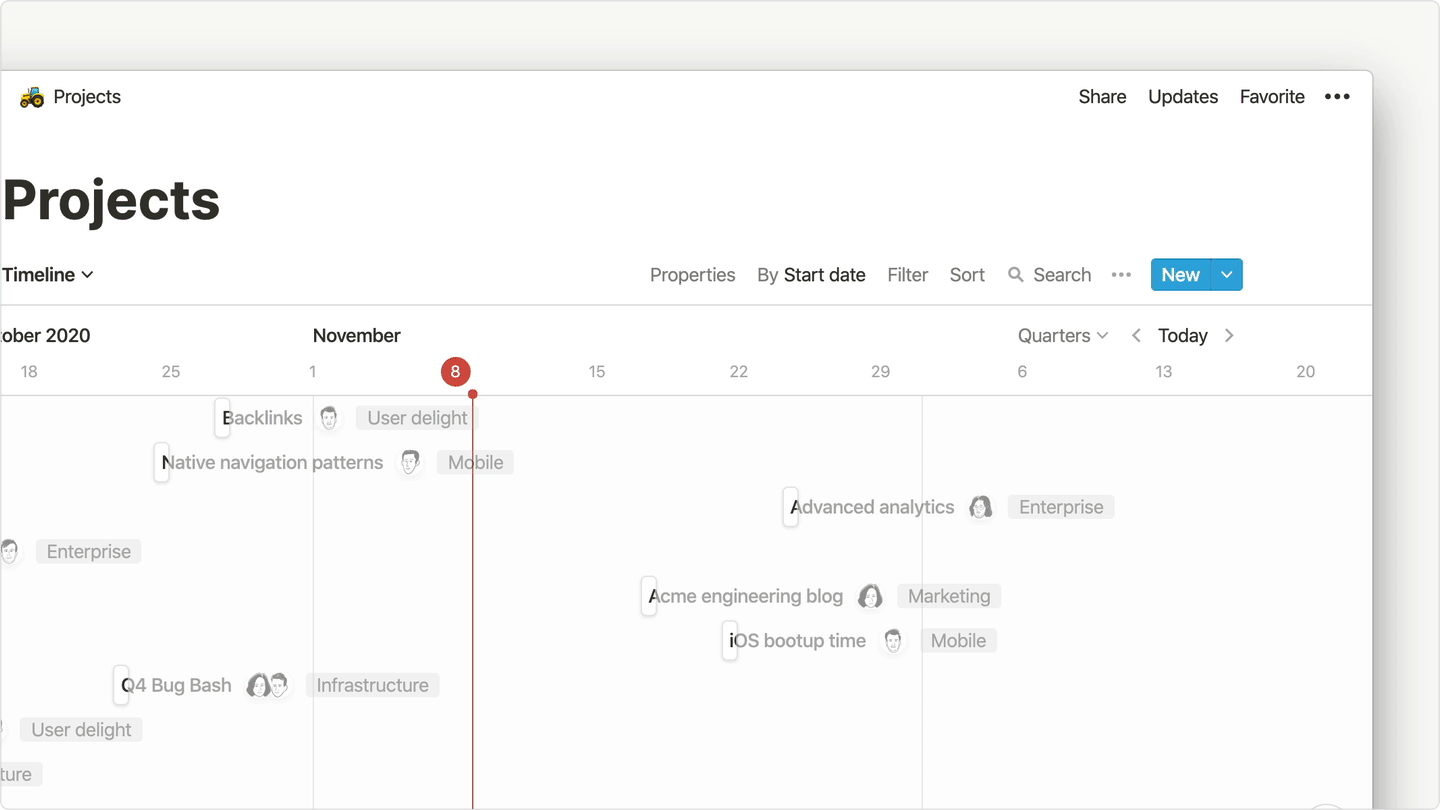 Projects Share Updates Favorite
Projects
Timeline Properties By Start date Filter Sort Search New
ober 2020 November Quarters Today
18 25 1 8 15 22 29 6 13 20
Backlinks User delight
Native navigation patterns Mobile
Advanced analytics Enterprise
Enterprise
Acme engineering blog Marketing
iOS bootup time Mobile
Q4 Bug Bash Infrastructure
User delight
ture